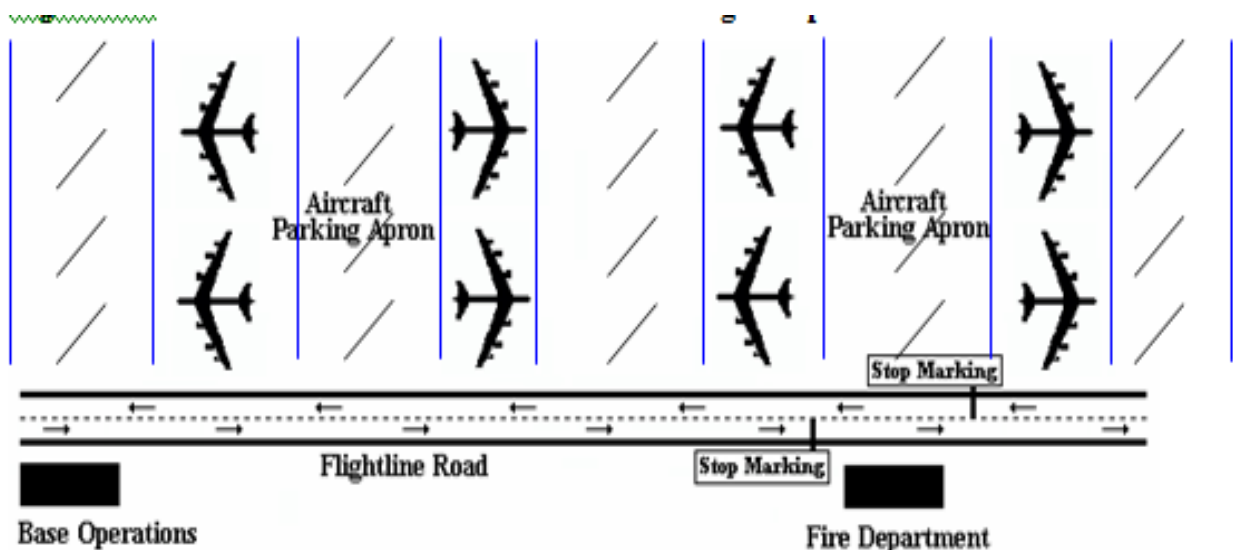 Aircraft
Parking Apron
Aircraft
Parking Apron
Stop Marking
Flightline Road
Stop Marking
Base Operations
Fire Department